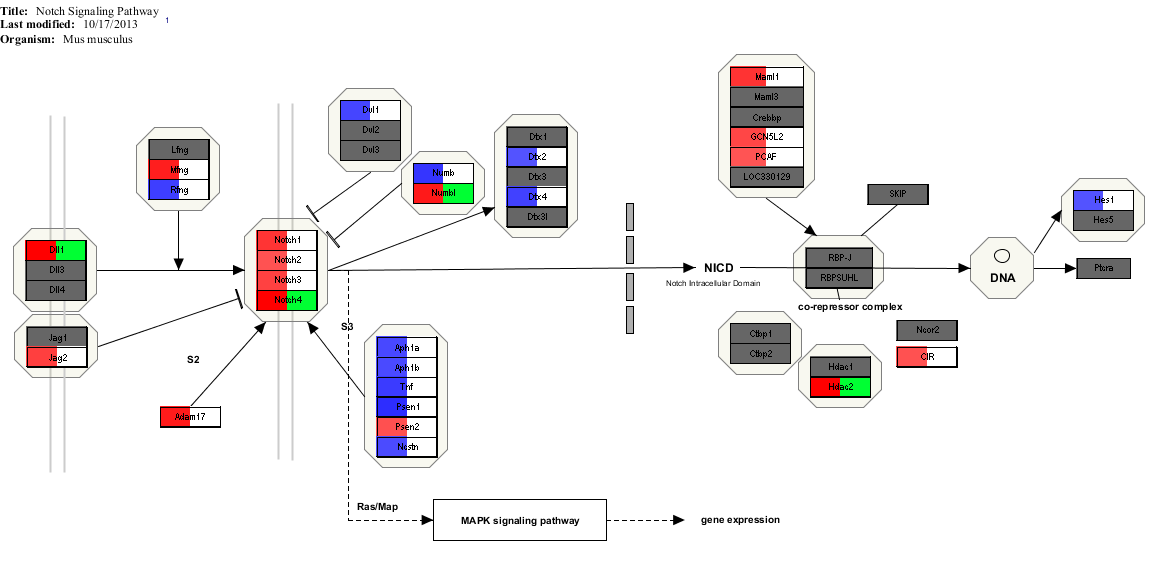 Title: Notch Signaling Pathway
Last modified: 10/17/2013 1
Organism: Mus musculus
Lfng
Mfng
Rfng
Dll1
Dll3
Dll4
Jag1
Jag2
S2
Adam17
Dvl1
Dvl2
Dvl3
Numb
Numbl
Notch1
Notch2
Notch3
Notch4
S3
Aph1a
Aph1b
Tnf
Psen1
Psen2
Ncstn
Dtx1
Dtx2
Dtx3
Dtx4
Dtx3l
Ras/Map
MAPK signaling pathway
gene expression
NICD
Notch Intracellular Domain
Maml1
Maml3
Crebbp
GCN5L2
PCAF
LOC330129
SKIP
RBP-J
RBPSUHL
co-repressor complex
Ctbp1
Ctbp2
Hdac1
Hdac2
Ncor2
CIR
DNA
Hes1
Hes5
Ptcra